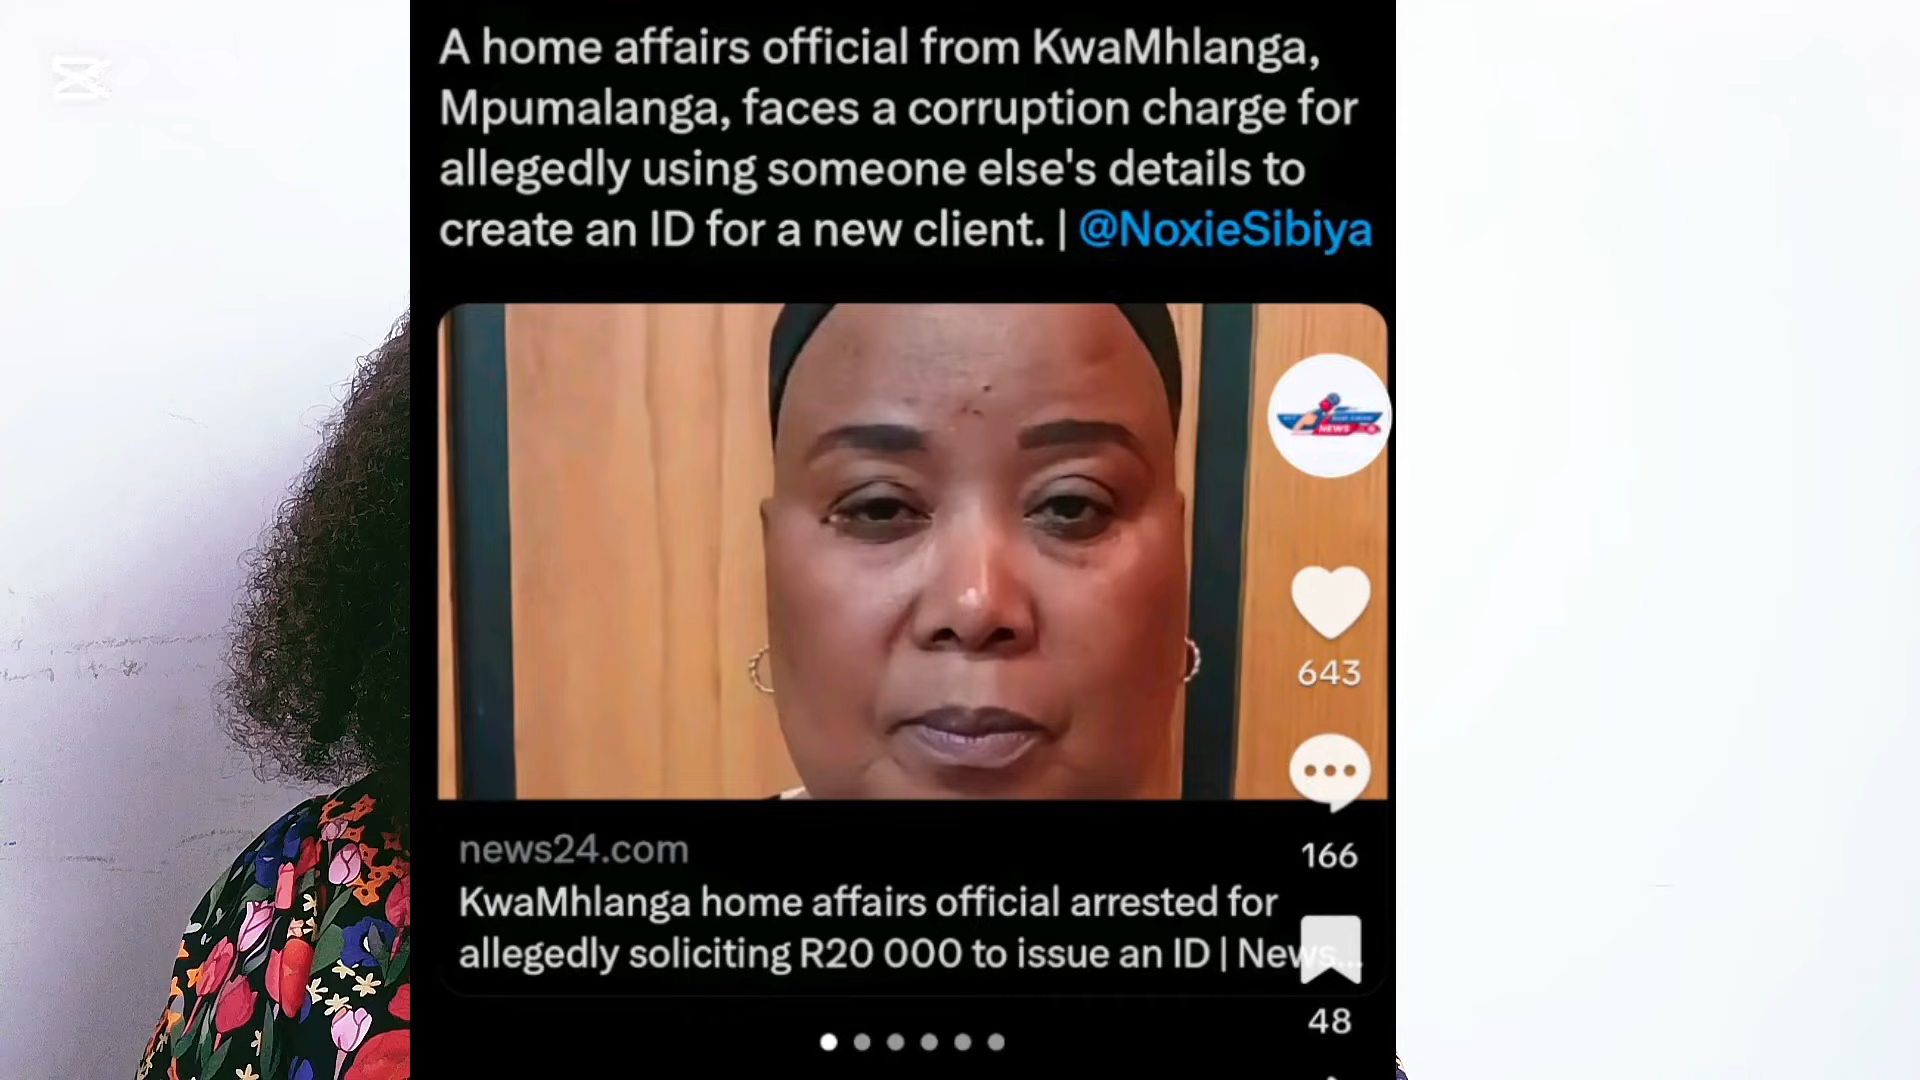 A home affairs official from KwaMhlanga,
Mpumalanga, faces a corruption charge for
allegedly using someone else's details to
create an ID for a new client. | @NoxieSibiya
NEWS
643
166
news24.com
KwaMhlanga home affairs official arrested for
allegedly soliciting R20 000 to issue an ID | News...
48